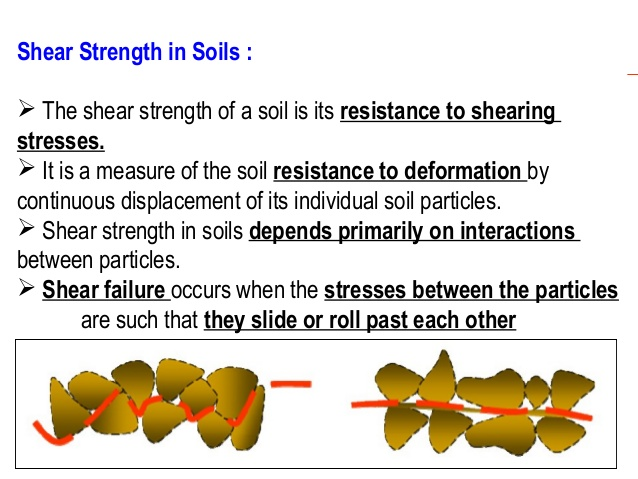 Shear Strength in Soils :
➢ The shear strength of a soil is its resistance to shearing
stresses.
➢ It is a measure of the soil resistance to deformation by
continuous displacement of its individual soil particles.
➢ Shear strength in soils depends primarily on interactions
between particles.
➢ Shear failure occurs when the stresses between the particles
are such that they slide or roll past each other